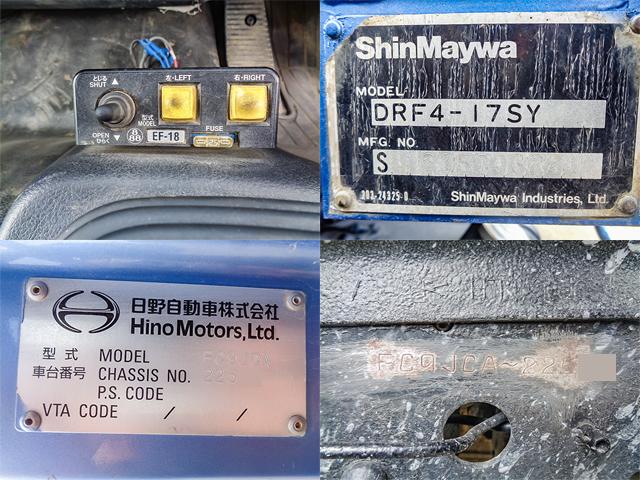 とじる
SHUT ▲
左・LEFT
右・RIGHT
型式
MODEL
EF-18
FUSE
OPEN ▼
ひらく
ShinMaywa
MODEL
DRF4-17SY
MFG. NO.
S
ShinMaywa Industries, Ltd.
日野自動車株式会社
Hino Motors, Ltd.
型式 MODEL
車台番号 CHASSIS NO.
P.S. CODE
VTA CODE / /
FC9JCA~22